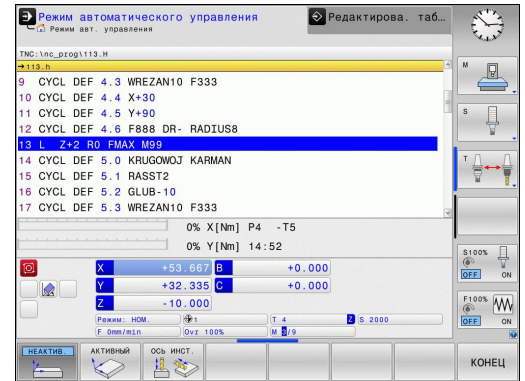 Режим автоматического управления
Режим авт. управления
Редактирова. таб...
TNC:\nc_prog\113.H
→113.h
9 CYCL DEF 4.3 WREZAN10 F333
10 CYCL DEF 4.4 X+30
11 CYCL DEF 4.5 Y+90
12 CYCL DEF 4.6 F888 DR- RADIUS8
13 L Z+2 R0 FMAX M99
14 CYCL DEF 5.0 KRUGOWOJ KARMAN
15 CYCL DEF 5.1 RASST2
16 CYCL DEF 5.2 GLUB-10
17 CYCL DEF 5.3 WREZAN10 F333
0% X[Nm] P4 -T5
0% Y[Nm] 14:52
X +53.667 B +0.000
Y +32.335 C +0.000
Z -10.000
Режим: НОМ. 1 T 4 Z S 2000
F 0mm/min Ovr 100% M 3/9
M
S
T
S100%
OFF ON
F100%
OFF ON
НЕАКТИВ.
АКТИВНЫЙ
ОСЬ ИНСТ.
КОНЕЦ